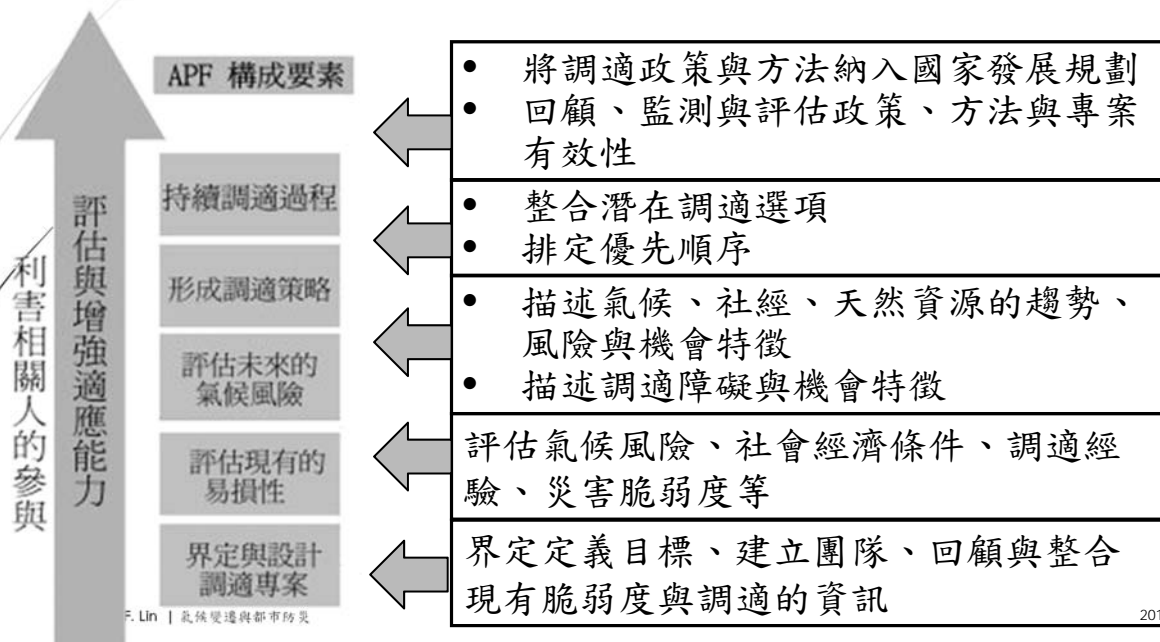 APF 構成要素
持續調適過程
形成調適策略
評估未來的
氣候風險
評估現有的
易損性
界定與設計
調適專案
評估與增強適應能力
利害相關人的參與
• 將調適政策與方法納入國家發展規劃
• 回顧、監測與評估政策、方法與專案
有效性
• 整合潛在調適選項
• 排定優先順序
• 描述氣候、社經、天然資源的趨勢、
風險與機會特徵
• 描述調適障礙與機會特徵
評估氣候風險、社會經濟條件、調適經
驗、災害脆弱度等
界定定義目標、建立團隊、回顧與整合
現有脆弱度與調適的資訊
F. Lin | 氣候變遷與都市防災
201